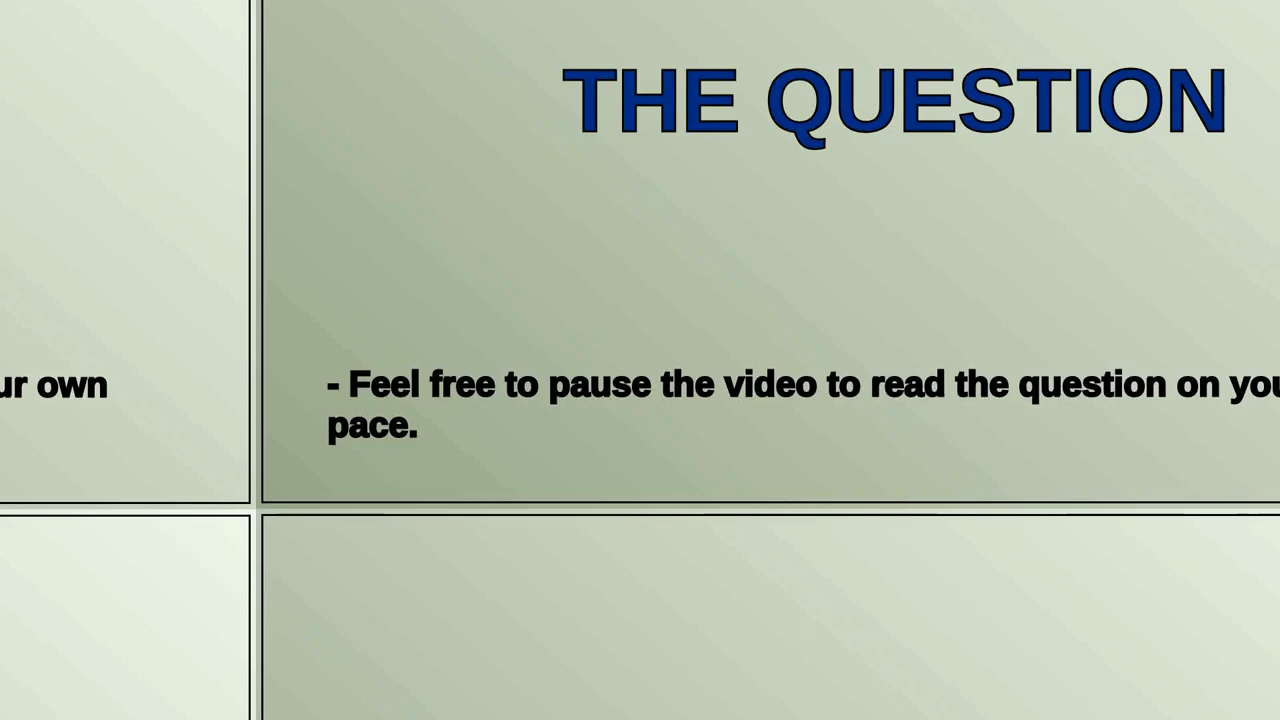 THE QUESTION
ur own
- Feel free to pause the video to read the question on you
pace.